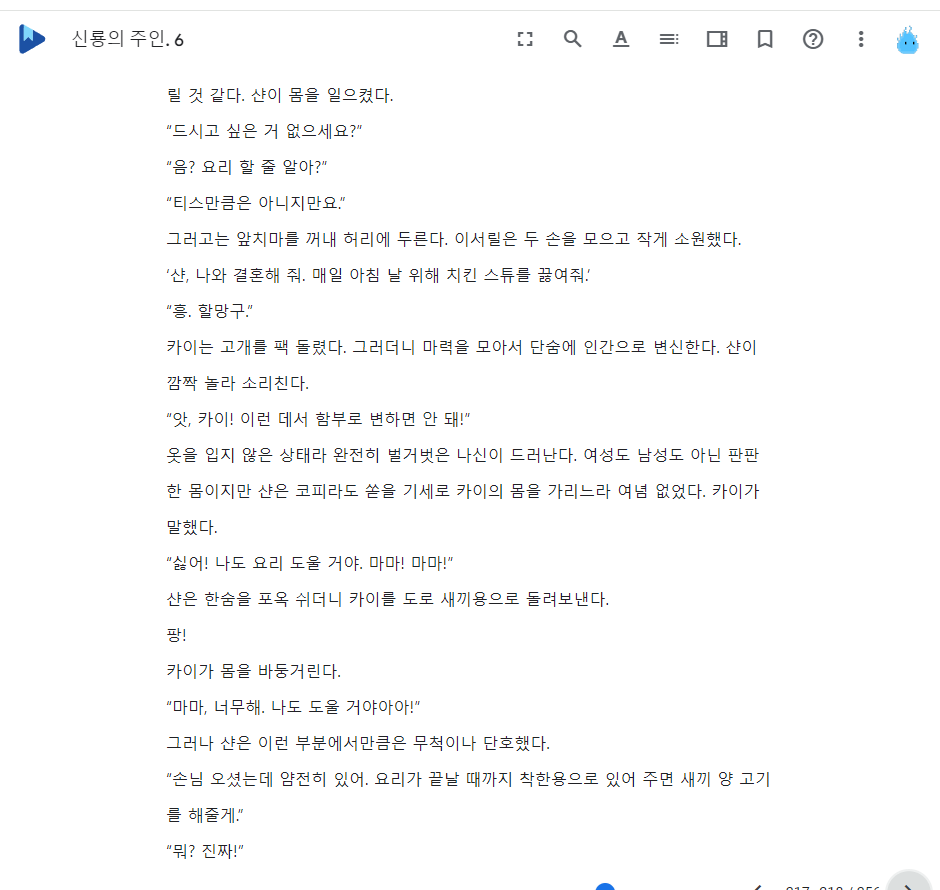 신룡의 주인. 6
릴 것 같다. 샨이 몸을 일으켰다.
“드시고 싶은 거 없으세요?”
“음? 요리 할 줄 알아?”
“티스만큼은 아니지만요.”
그러고는 앞치마를 꺼내 허리에 두른다. 이서릴은 두 손을 모으고 작게 소원했다.
‘샨, 나와 결혼해 줘. 매일 아침 날 위해 치킨 스튜를 끓여줘.’
“흥. 할망구.”
카이는 고개를 팩 돌렸다. 그러더니 마력을 모아서 단숨에 인간으로 변신한다. 샨이
깜짝 놀라 소리친다.
“앗, 카이! 이런 데서 함부로 변하면 안 돼!”
옷을 입지 않은 상태라 완전히 벌거벗은 나신이 드러난다. 여성도 남성도 아닌 판판
한 몸이지만 샨은 코피라도 쏟을 기세로 카이의 몸을 가리느라 여념 없었다. 카이가
말했다.
“싫어! 나도 요리 도울 거야. 마마! 마마!”
샨은 한숨을 포옥 쉬더니 카이를 도로 새끼용으로 돌려보낸다.
팡!
카이가 몸을 바둥거린다.
“마마, 너무해. 나도 도울 거야아아!”
그러나 샨은 이런 부분에서만큼은 무척이나 단호했다.
“손님 오셨는데 얌전히 있어. 요리가 끝날 때까지 착한용으로 있어 주면 새끼 양 고기
를 해줄게.”
“뭐? 진짜!”